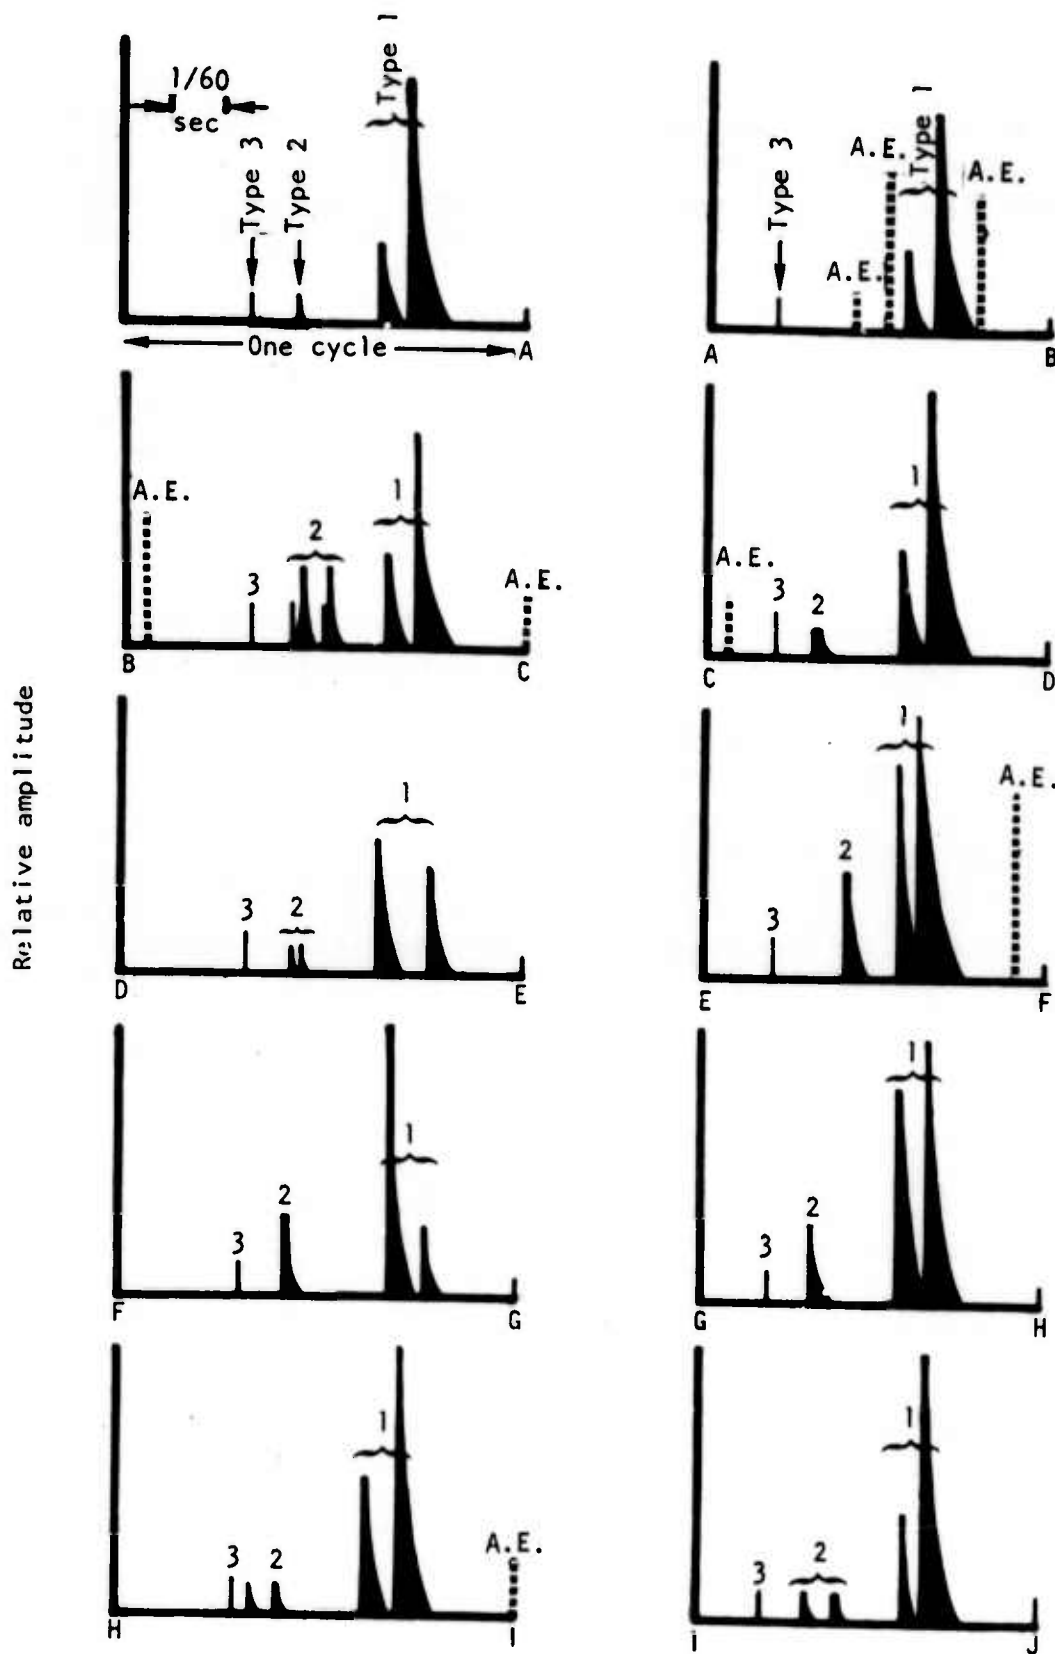 Relative amplitude
1/60
sec
Type 3
Type 2
Type 1
One cycle
A
Type 3
A.E.
A.E.
Type 1
A.E.
A
B
A.E.
3
2
1
A.E.
B
C
A.E.
3
2
1
C
D
3
2
1
D
E
3
2
1
A.E.
E
F
3
2
1
F
G
3
2
1
G
H
3
2
1
A.E.
H
I
3
2
1
I
J